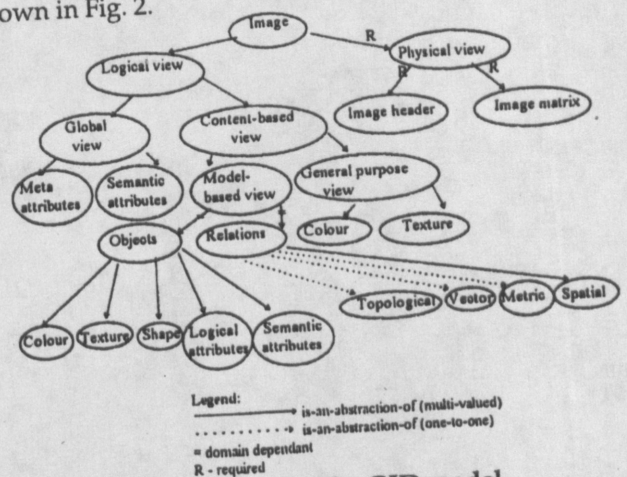 own in Fig. 2.
Image
R
Physical view
Logical view
R
R
Image header
Image matrix
Global
view
Content-based
view
Meta
attributes
Semantic
attributes
Model-
based view
General purpose
view
Objects
Relations
Colour
Texture
Topological
Vector
Metric
Spatial
Colour
Texture
Shape
Logical
attributes
Semantic
attributes
Legend:
is-an-abstraction-of (multi-valued)
is-an-abstraction-of (one-to-one)
= domain dependant
R - required
model